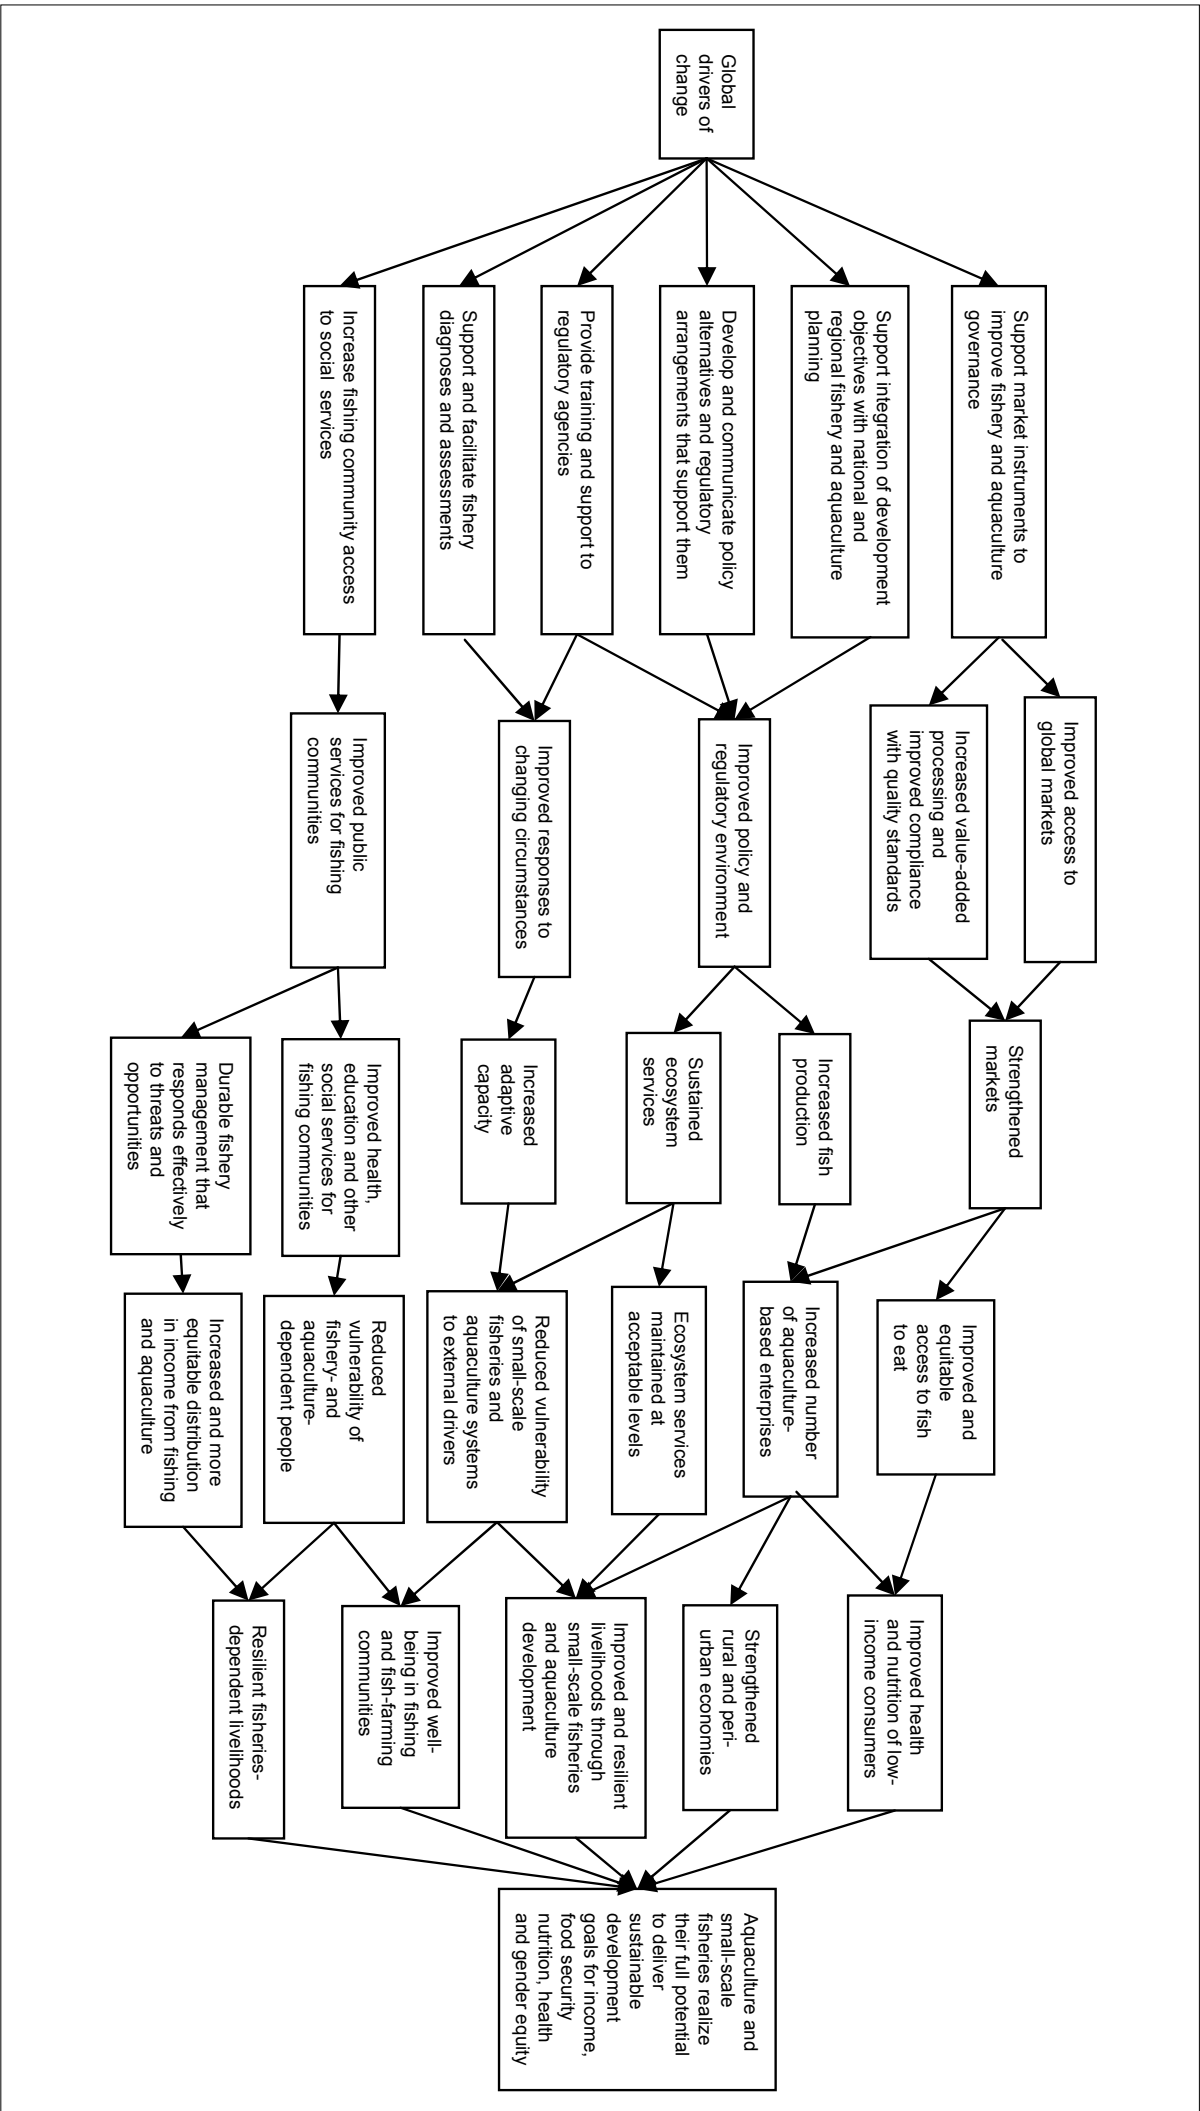 Global
drivers of
change
Support market instruments to
improve fishery and aquaculture
governance
Support integration of development
objectives with national and
regional fishery and aquaculture
planning
Develop and communicate policy
alternatives and regulatory
arrangements that support them
Provide training and support to
regulatory agencies
Support and facilitate fishery
diagnoses and assessments
Increase fishing community access
to social services
Improved access to
global markets
Increased value-added
processing and
improved compliance
with quality standards
Improved policy and
regulatory environment
Improved responses to
changing circumstances
Improved public
services for fishing
communities
Strengthened
markets
Increased fish
production
Sustained
ecosystem
services
Increased
adaptive
capacity
Improved health,
education and other
social services for
fishing communities
Durable fishery
management that
responds effectively
to threats and
opportunities
Improved and
equitable
access to fish
to eat
Increased number
of aquaculture-
based enterprises
Ecosystem services
maintained at
acceptable levels
Reduced vulnerability
of small-scale
fisheries and
aquaculture systems
to external drivers
Reduced
vulnerability of
fishery- and
aquaculture-
dependent people
Increased and more
equitable distribution
in income from fishing
and aquaculture
Improved health
and nutrition of low-
income consumers
Strengthened
rural and peri-
urban economies
Improved and resilient
livelihoods through
small-scale fisheries
and aquaculture
development
Improved well-
being in fishing
and fish-farming
communities
Resilient fisheries-
dependent livelihoods
Aquaculture and
small-scale
fisheries realize
their full potential
to deliver
sustainable
development
goals for income,
food security
nutrition, health
and gender equity